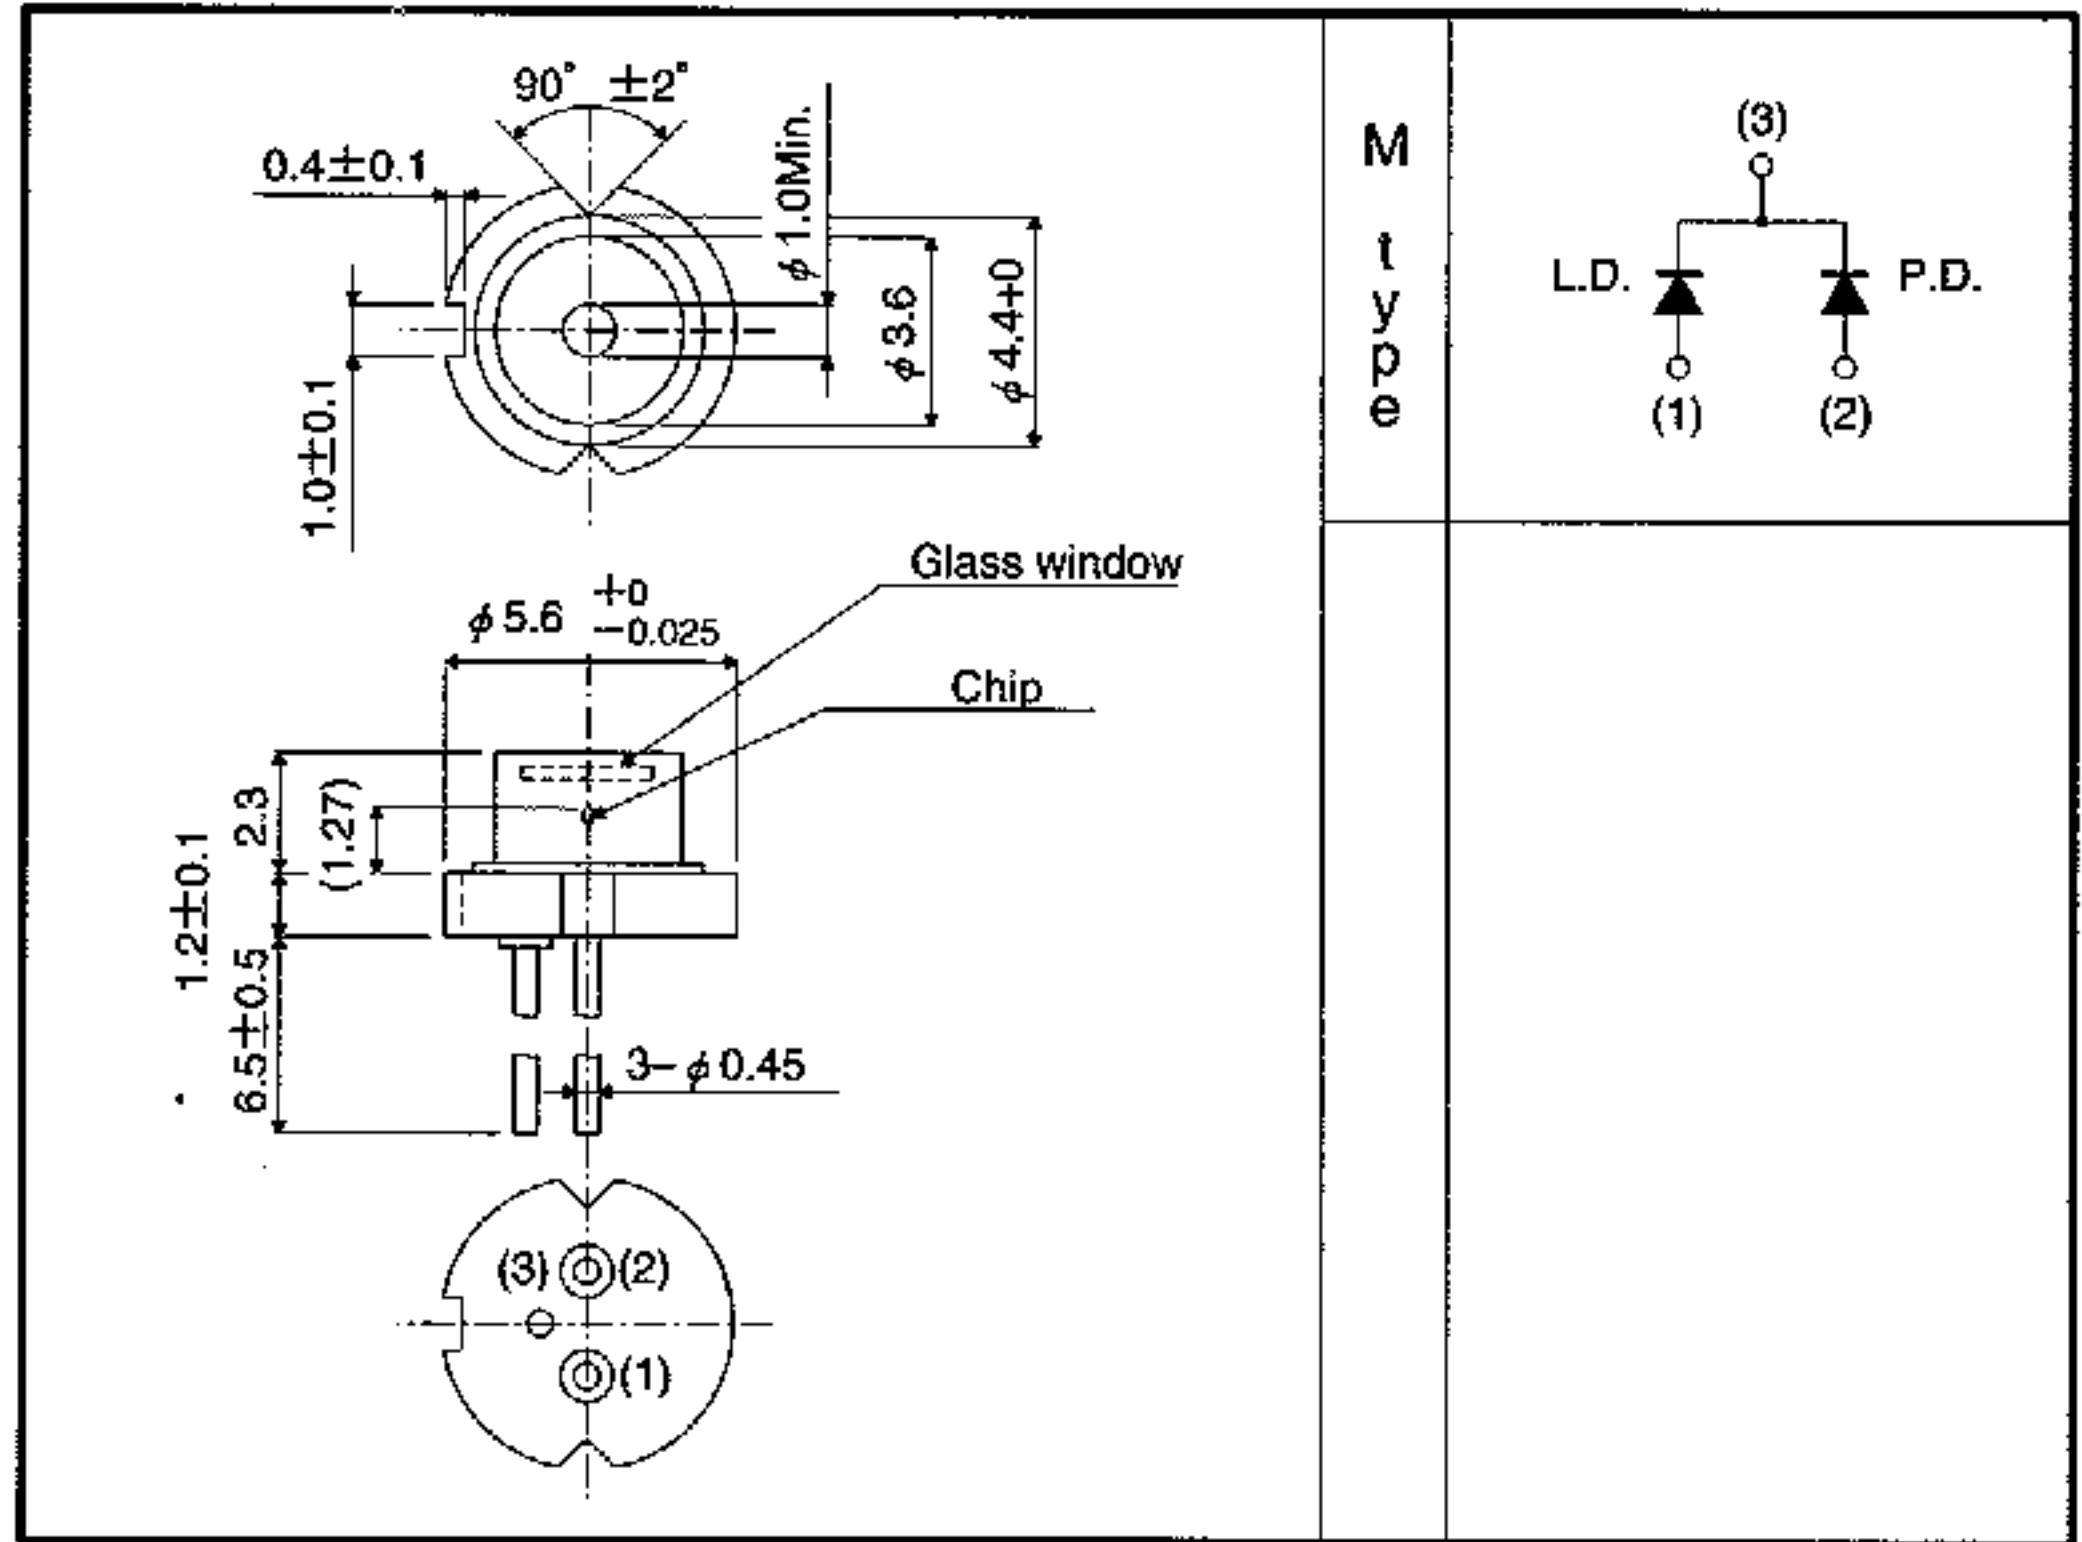 90° ±2°
0.4±0.1
φ1.0Min.
φ3.6
φ4.4+0
1.0±0.1
Glass window
φ5.6 +0
−0.025
Chip
2.3
(1.27)
1.2±0.1
6.5±0.5
3−φ0.45
(3) (2)
(1)
M type
(3)
L.D. P.D.
(1) (2)